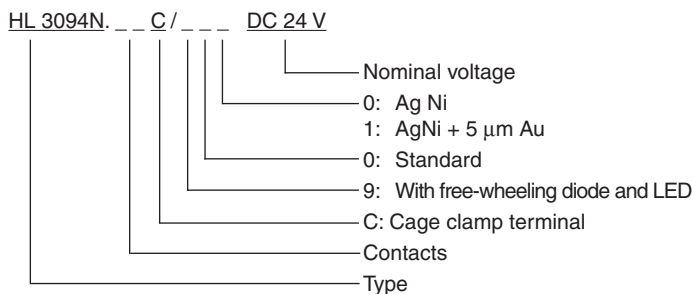 HL 3094N. _ _ C / _ _ _ DC 24 V
Nominal voltage
0: Ag Ni
1: AgNi + 5 μm Au
0: Standard
9: With free-wheeling diode and LED
C: Cage clamp terminal
Contacts
Type